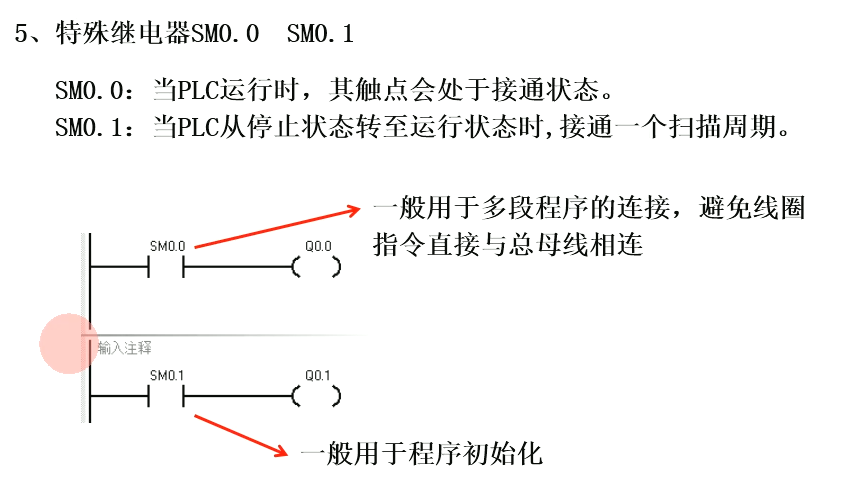 5、特殊继电器SM0.0 SM0.1
SM0.0：当PLC运行时，其触点会处于接通状态。
SM0.1：当PLC从停止状态转至运行状态时,接通一个扫描周期。
一般用于多段程序的连接，避免线圈
指令直接与总母线相连
SM0.0
Q0.0
输入注释
SM0.1
Q0.1
一般用于程序初始化